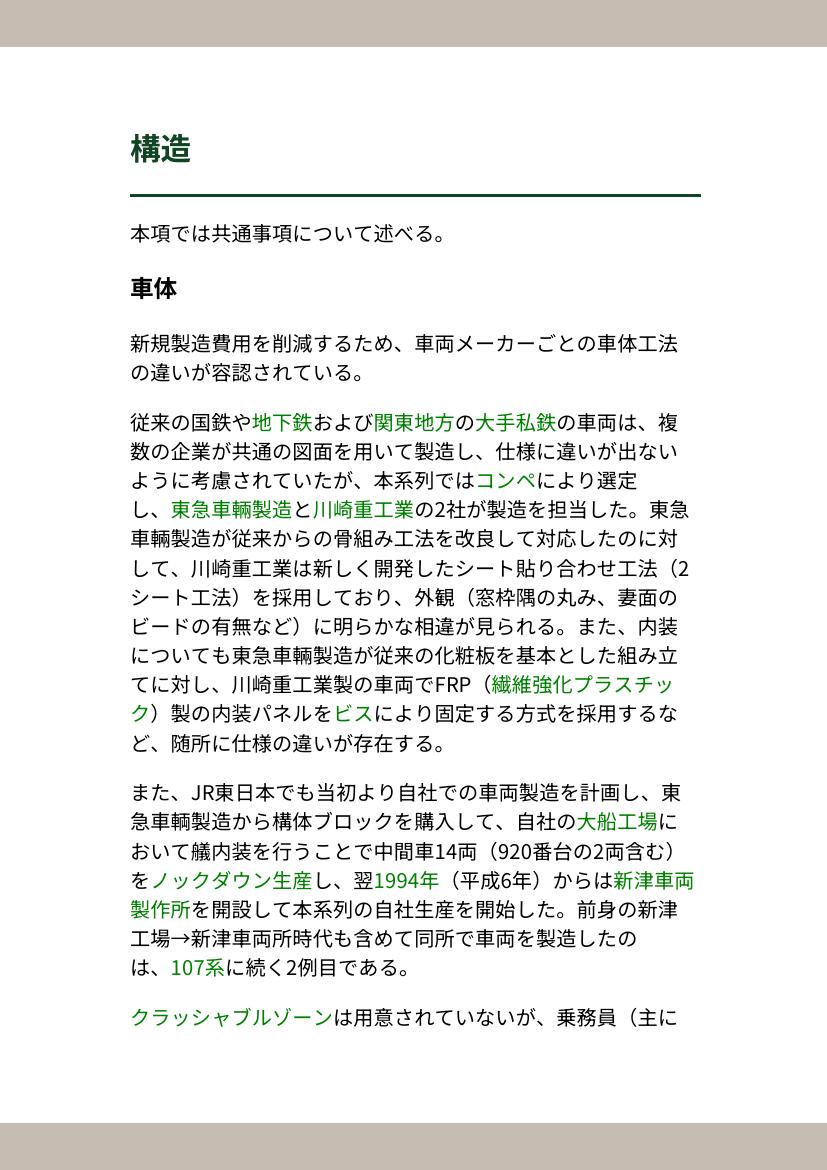 構造
本項では共通事項について述べる。
車体
新規製造費用を削減するため、車両メーカーごとの車体工法
の違いが容認されている。
従来の国鉄や地下鉄および関東地方の大手私鉄の車両は、複
数の企業が共通の図面を用いて製造し、仕様に違いが出ない
ように考慮されていたが、本系列ではコンペにより選定
し、東急車輛製造と川崎重工業の2社が製造を担当した。東急
車輛製造が従来からの骨組み工法を改良して対応したのに対
して、川崎重工業は新しく開発したシート貼り合わせ工法（2
シート工法）を採用しており、外観（窓枠隅の丸み、妻面の
ビードの有無など）に明らかな相違が見られる。また、内装
についても東急車輛製造が従来の化粧板を基本とした組み立
てに対し、川崎重工業製の車両でFRP（繊維強化プラスチッ
ク）製の内装パネルをビスにより固定する方式を採用するな
ど、随所に仕様の違いが存在する。
また、JR東日本でも当初より自社での車両製造を計画し、東
急車輌製造から構体ブロックを購入して、自社の大船工場に
おいて艤内装を行うことで中間車14両（920番台の2両含む）
をノックダウン生産し、翌1994年（平成6年）からは新津車両
製作所を開設して本系列の自社生産を開始した。前身の新津
工場→新津車両所時代も含めて同所で車両を製造したの
は、107系に続く2例目である。
クラッシャブルゾーンは用意されていないが、乗務員（主に